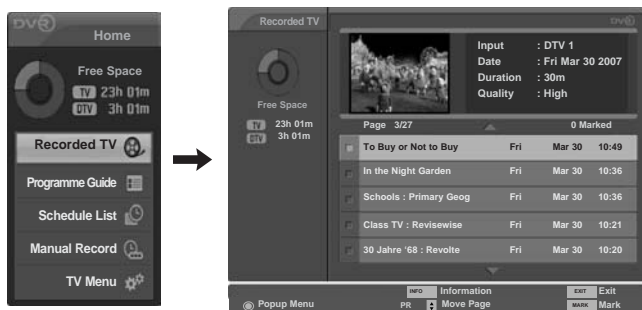 DVR
Home
Free Space
TV 23h 01m
DTV 3h 01m
Recorded TV
Programme Guide
Schedule List
Manual Record
TV Menu
Recorded TV
DVR
Free Space
TV 23h 01m
DTV 3h 01m
Input : DTV 1
Date : Fri Mar 30 2007
Duration : 30m
Quality : High
Page 3/27 0 Marked
To Buy or Not to Buy Fri Mar 30 10:49
In the Night Garden Fri Mar 30 10:36
Schools : Primary Geog Fri Mar 30 10:36
Class TV : Revisewise Fri Mar 30 10:21
30 Jahre '68 : Revolte Fri Mar 30 10:20
INFO Information EXIT Exit
Popup Menu PR Move Page MARK Mark